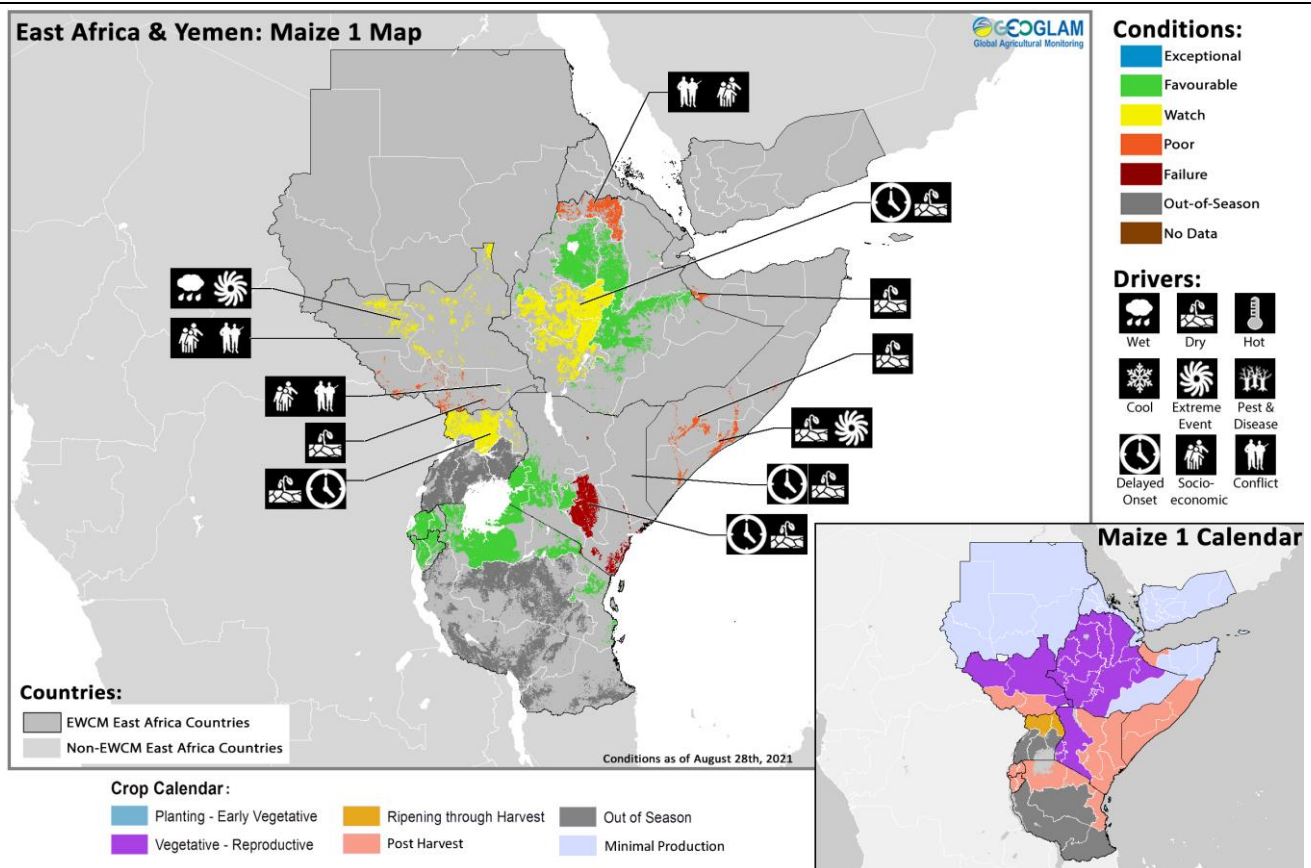 East Africa & Yemen: Maize 1 Map
GEOGLAM
Global Agricultural Monitoring
Conditions:
Exceptional
Favourable
Watch
Poor
Failure
Out-of-Season
No Data
Drivers:
Wet
Dry
Hot
Cool
Extreme
Event
Pest &
Disease
Delayed
Onset
Socio-
economic
Conflict
Countries:
EWCM East Africa Countries
Non-EWCM East Africa Countries
Conditions as of August 28th, 2021
Maize 1 Calendar
Crop Calendar:
Planting - Early Vegetative
Ripening through Harvest
Out of Season
Vegetative - Reproductive
Post Harvest
Minimal Production